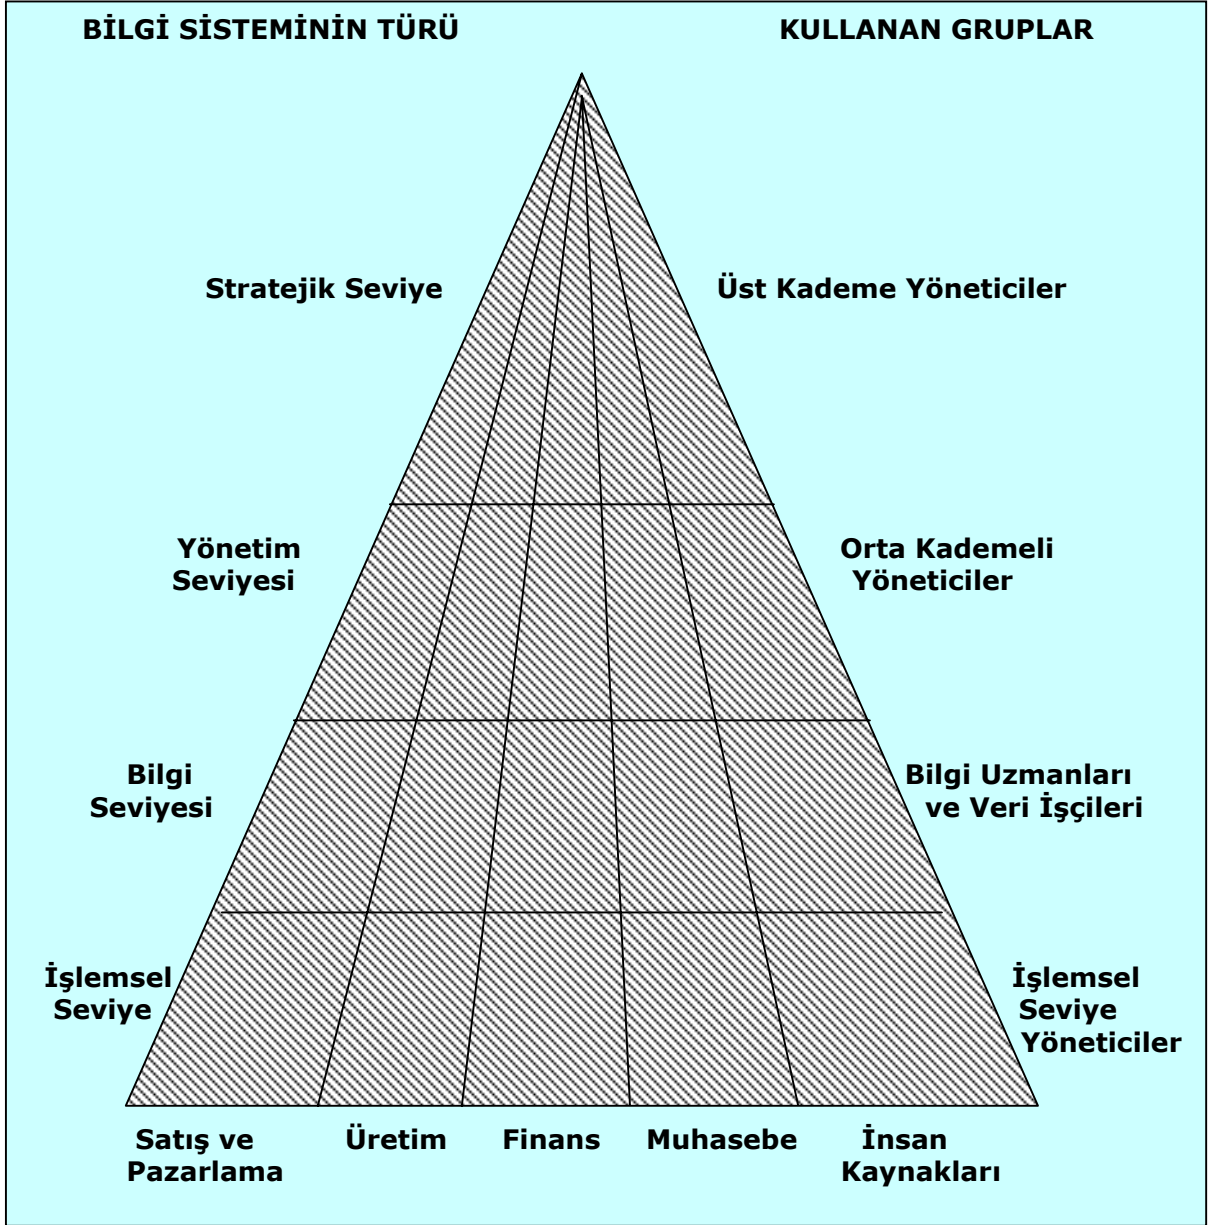 BİLGİ SİSTEMİNİN TÜRÜ
KULLANAN GRUPLAR
Stratejik Seviye
Üst Kademe Yöneticiler
Yönetim
Seviyesi
Orta Kademeli
Yöneticiler
Bilgi
Seviyesi
Bilgi Uzmanları
ve Veri İşçileri
İşlemsel
Seviye
İşlemsel
Seviye
Yöneticiler
Satış ve
Pazarlama
Üretim
Finans
Muhasebe
İnsan
Kaynakları